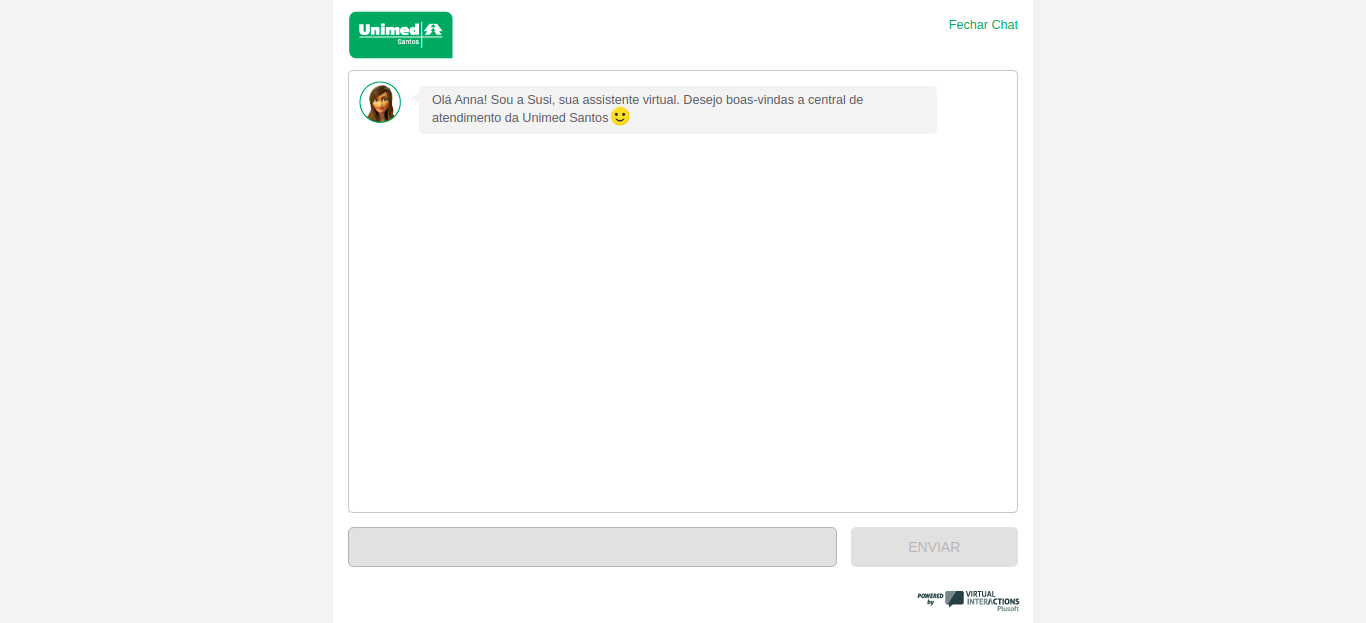 Unimed
Santos
Fechar Chat
Olá Anna! Sou a Susi, sua assistente virtual. Desejo boas-vindas a central de
atendimento da Unimed Santos
ENVIAR
POWERED
by
VIRTUAL
INTERACTIONS
Plusoft